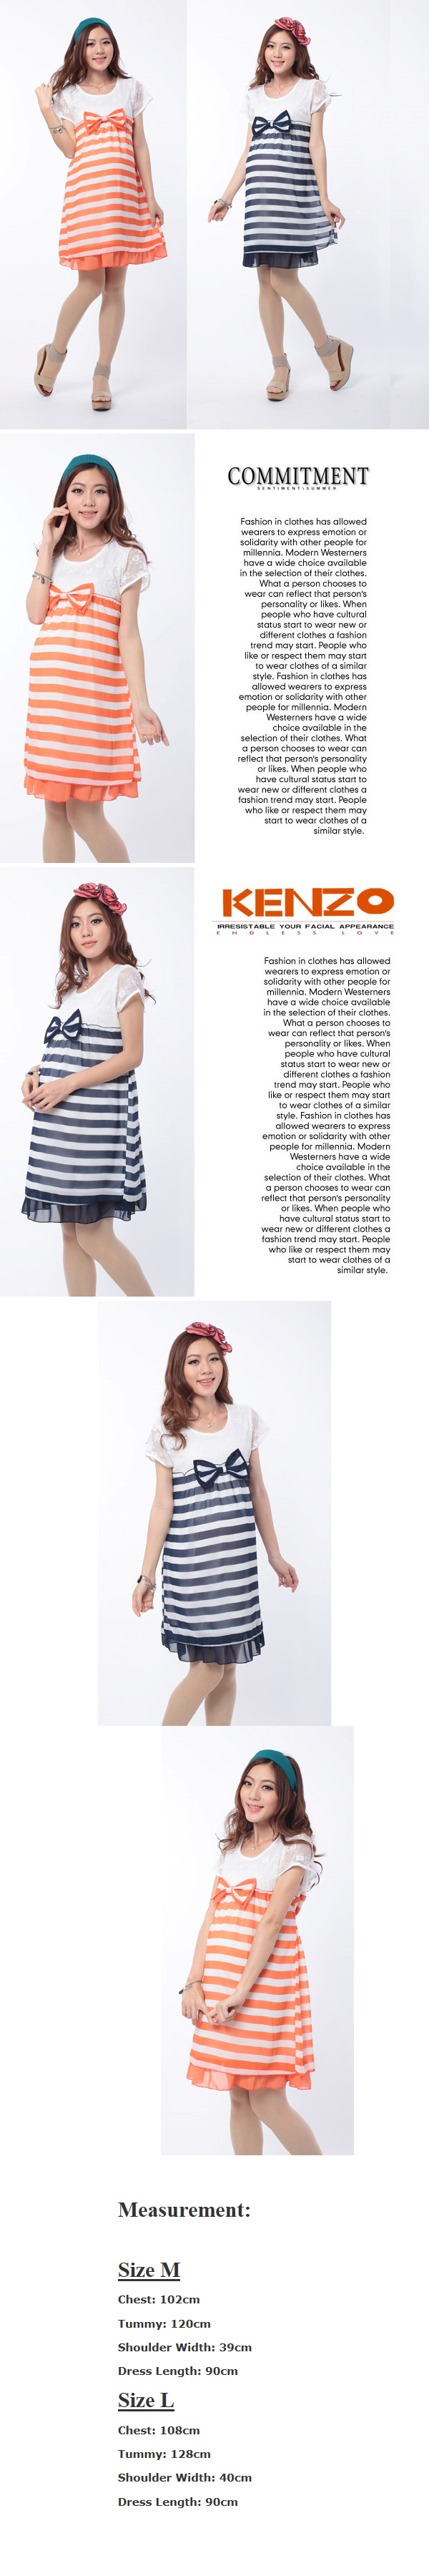 COMMITMENT
SENTIMENT\SUMMER
Fashion in clothes has allowed
wearers to express emotion or
solidarity with other people for
millennia. Modern Westerners
have a wide choice available
in the selection of their clothes.
What a person chooses to
wear can reflect that person's
personality or likes. When
people who have cultural
status start to wear new or
different clothes a fashion
trend may start. People who
like or respect them may start
to wear clothes of a similar
style. Fashion in clothes has
allowed wearers to express
emotion or solidarity with other
people for millennia. Modern
Westerners have a wide
choice available in the
selection of their clothes. What
a person chooses to wear can
reflect that person's personality
or likes. When people who
have cultural status start to
wear new or different clothes a
fashion trend may start. People
who like or respect them may
start to wear clothes of a
similar style.
KENZO
IRRESISTABLE YOUR FACIAL APPEARANCE
ENDLESS LOVE
Fashion in clothes has allowed
wearers to express emotion or
solidarity with other people for
millennia. Modern Westerners
have a wide choice available
in the selection of their clothes.
What a person chooses to
wear can reflect that person's
personality or likes. When
people who have cultural
status start to wear new or
different clothes a fashion
trend may start. People who
like or respect them may start
to wear clothes of a similar
style. Fashion in clothes has
allowed wearers to express
emotion or solidarity with other
people for millennia. Modern
Westerners have a wide
choice available in the
selection of their clothes. What
a person chooses to wear can
reflect that person's personality
or likes. When people who
have cultural status start to
wear new or different clothes a
fashion trend may start. People
who like or respect them may
start to wear clothes of a
similar style.
Measurement:
Size M
Chest: 102cm
Tummy: 120cm
Shoulder Width: 39cm
Dress Length: 90cm
Size L
Chest: 108cm
Tummy: 128cm
Shoulder Width: 40cm
Dress Length: 90cm